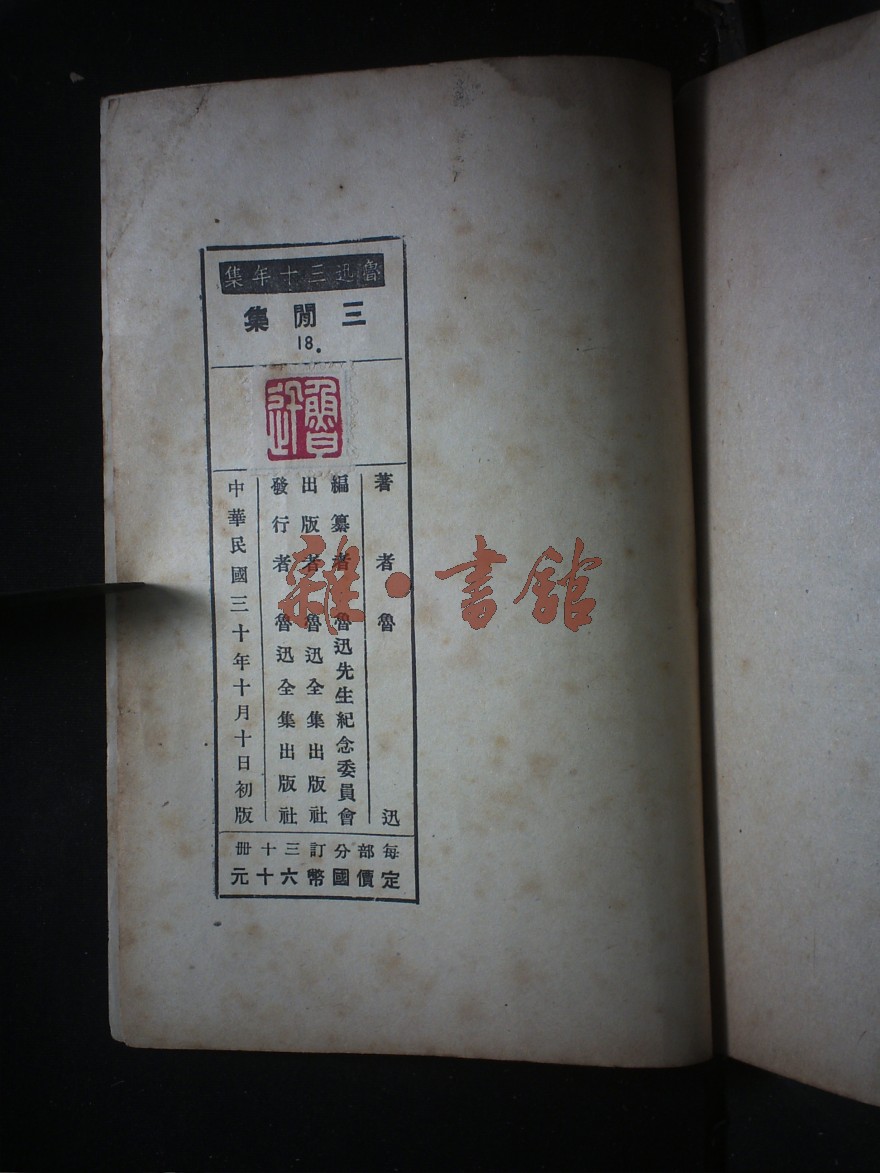 魯迅三十年集
三閒集
18.
魯迅
著者魯迅
編纂者魯迅先生紀念委員會
出版者魯迅全集出版社
發行者魯迅全集出版社
中華民國三十年十月十日初版
每部分訂三十冊
定價國幣六十元
雜·書館